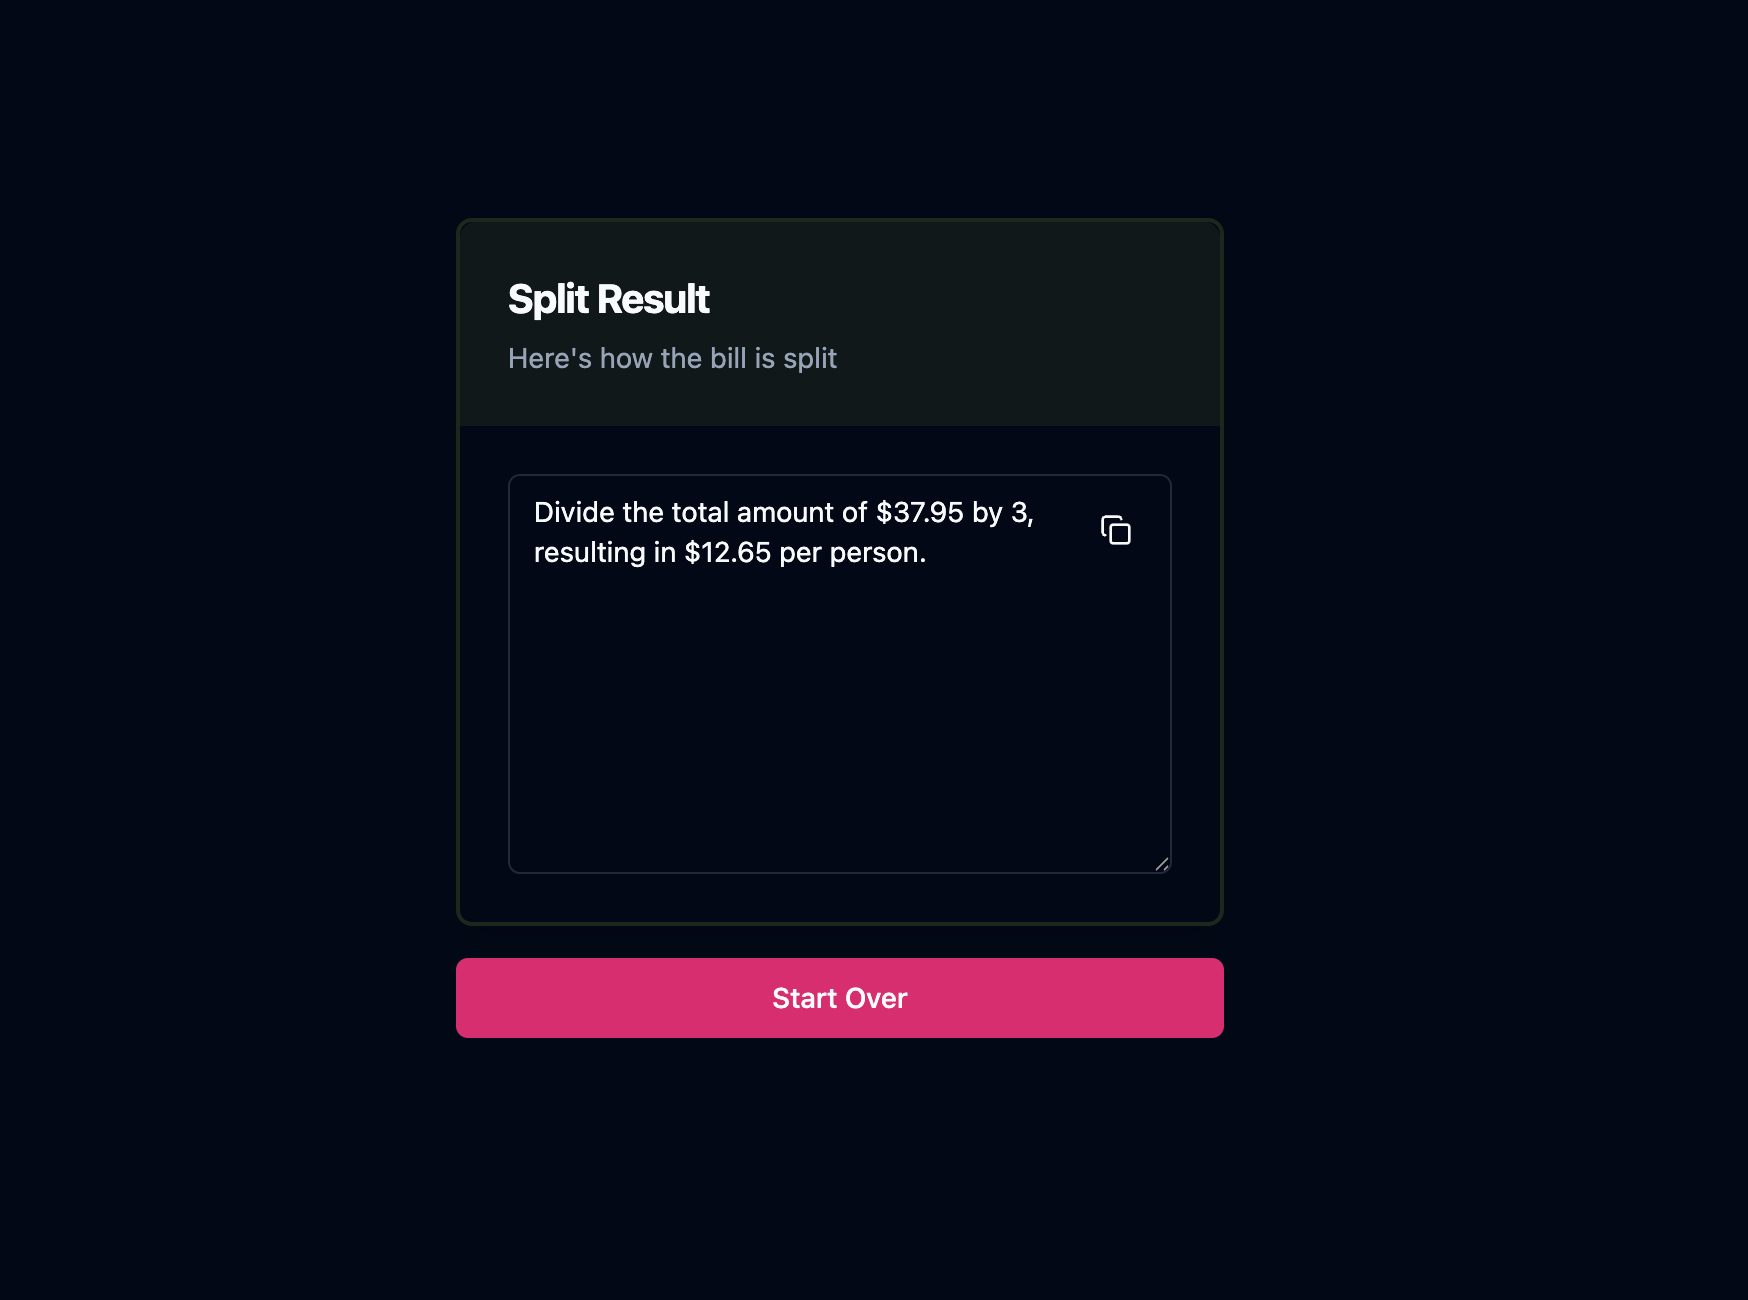 Split Result
Here's how the bill is split
Divide the total amount of $37.95 by 3,
resulting in $12.65 per person.
Start Over